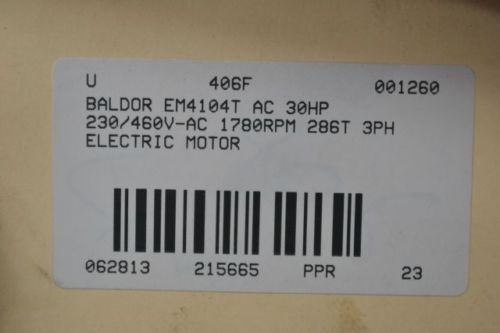 U 406F 001260
BALDOR EM4104T AC 30HP
230/460V-AC 1780RPM 286T 3PH
ELECTRIC MOTOR
062813 215665 PPR 23